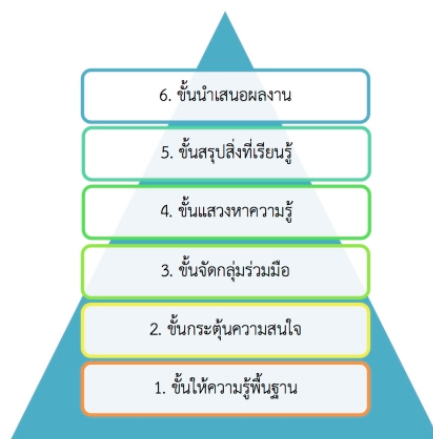 6. ขั้นนำเสนอผลงาน
5. ขั้นสรุปสิ่งที่เรียนรู้
4. ขั้นแสวงหาความรู้
3. ขั้นจัดกลุ่มร่วมมือ
2. ขั้นกระตุ้นความสนใจ
1. ขั้นให้ความรู้พื้นฐาน